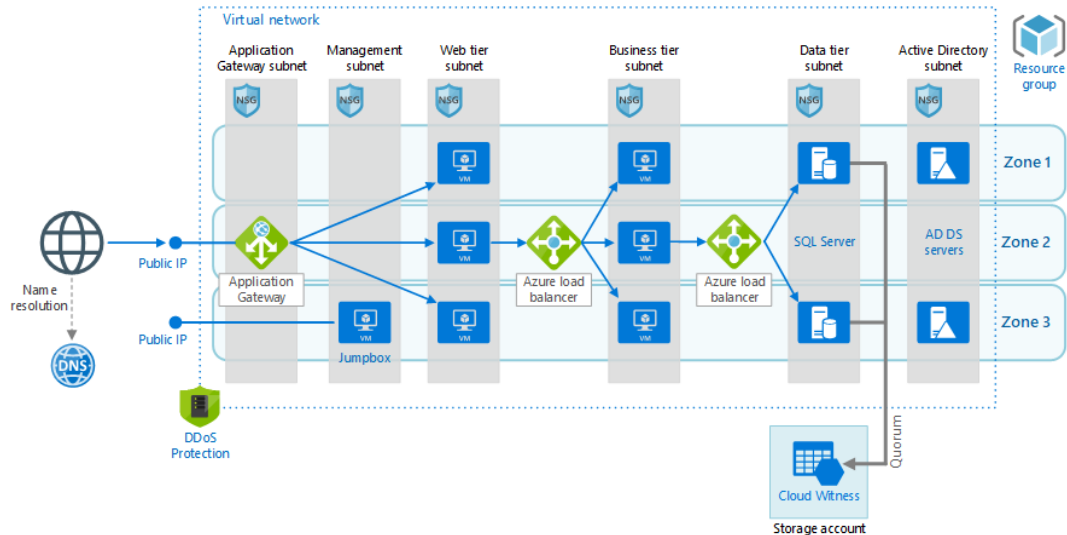 Virtual network
Application
Gateway subnet
Management
subnet
Web tier
subnet
Business tier
subnet
Data tier
subnet
Active Directory
subnet
Resource
group
NSG
NSG
NSG
NSG
NSG
NSG
VM
VM
Zone 1
Public IP
VM
VM
SQL Server
AD DS
servers
Zone 2
Application
Gateway
Azure load
balancer
Azure load
balancer
Name
resolution
Public IP
Jumpbox
VM
VM
Zone 3
DNS
DDoS
Protection
Quorum
Cloud Witness
Storage account